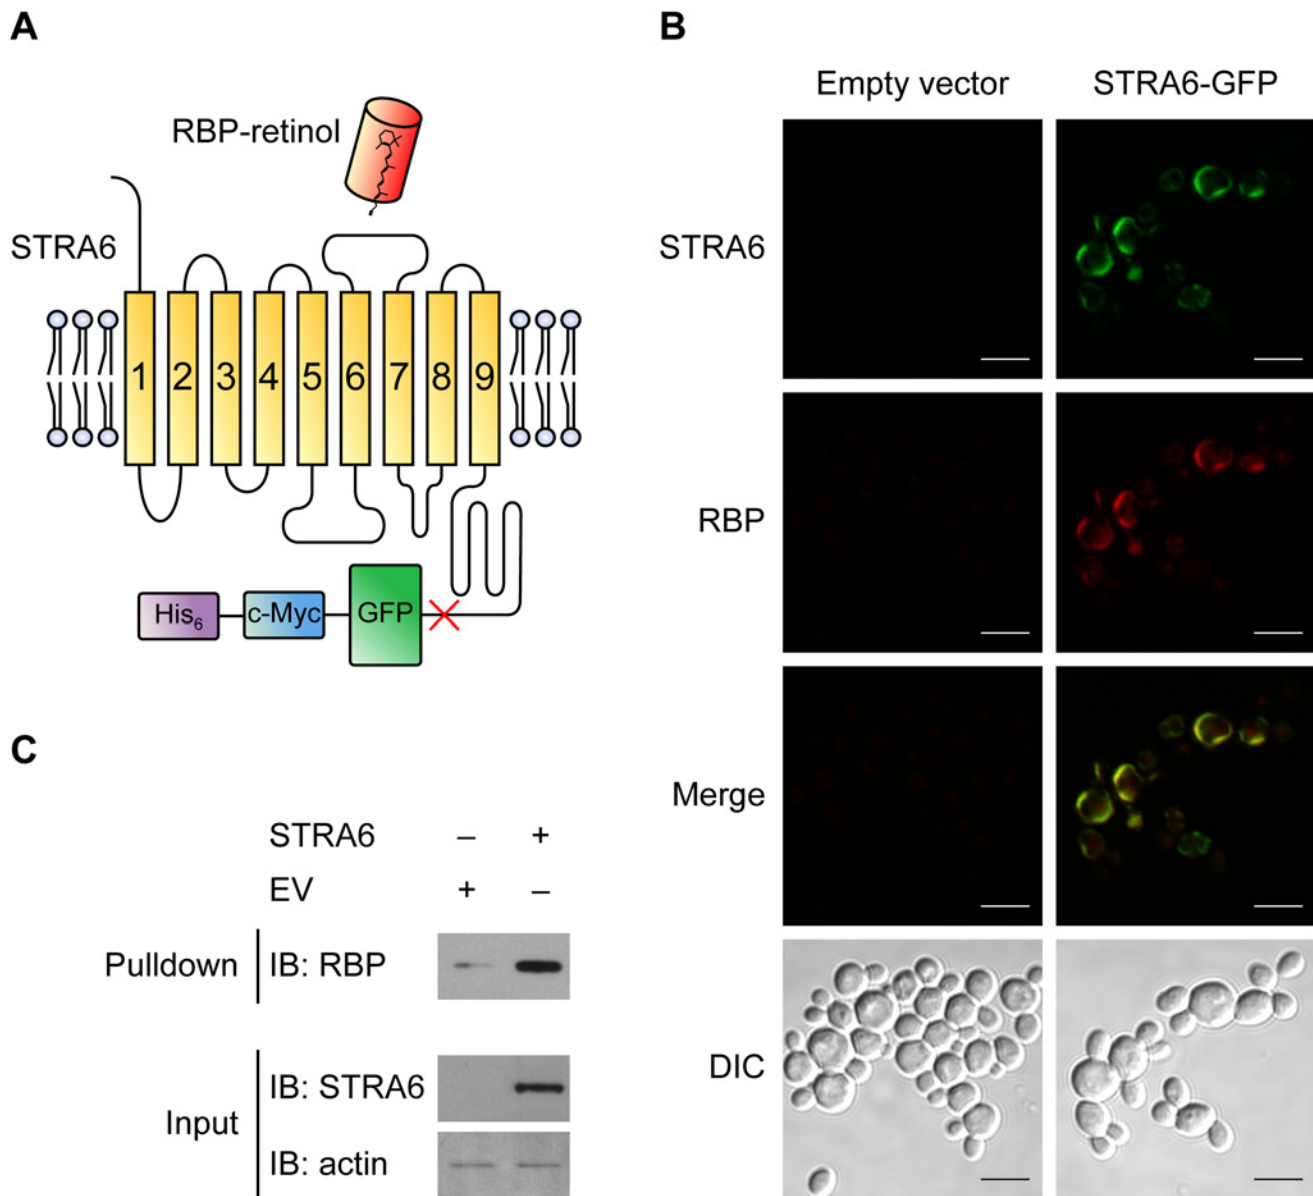 A
RBP-retinol
STRA6
1 2 3 4 5 6 7 8 9
His6 c-Myc GFP
B
Empty vector STRA6-GFP
STRA6
RBP
Merge
DIC
C
STRA6 – +
EV + –
Pulldown IB: RBP
Input IB: STRA6
IB: actin